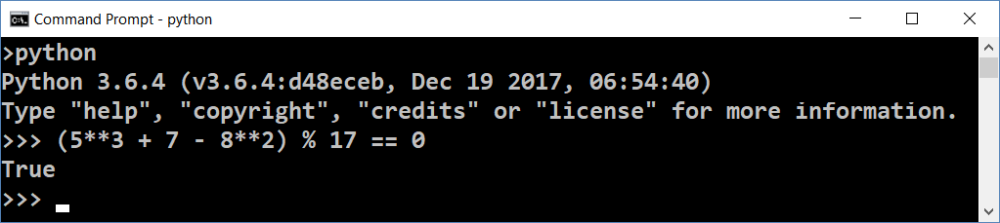 Command Prompt - python
>python
Python 3.6.4 (v3.6.4:d48eceb, Dec 19 2017, 06:54:40)
Type "help", "copyright", "credits" or "license" for more information.
>>> (5**3 + 7 - 8**2) % 17 == 0
True
>>>